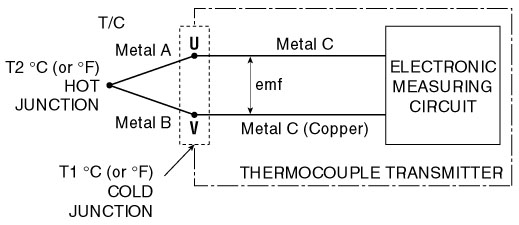 T/C
Metal A
U
Metal C
T2 °C (or °F)
HOT
JUNCTION
emf
ELECTRONIC
MEASURING
CIRCUIT
Metal B
V
Metal C (Copper)
T1 °C (or °F)
COLD
JUNCTION
THERMOCOUPLE TRANSMITTER